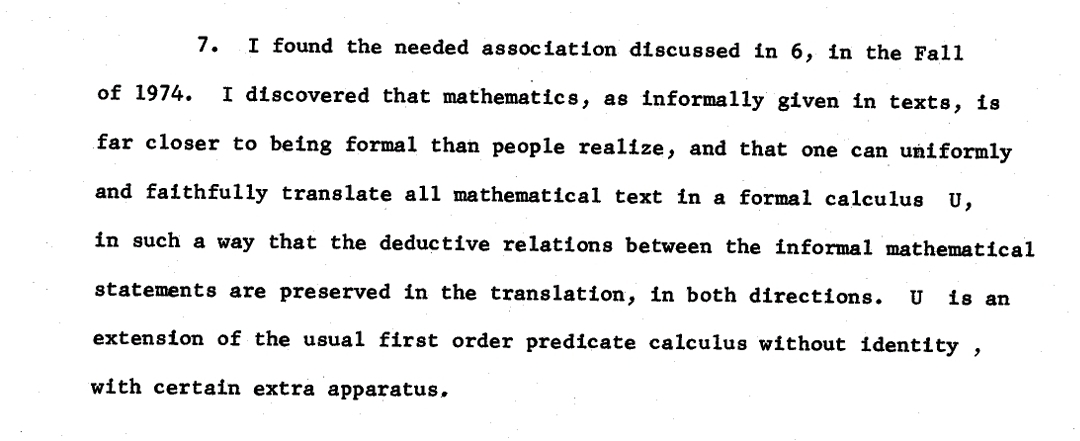 7. I found the needed association discussed in 6, in the Fall
of 1974. I discovered that mathematics, as informally given in texts, is
far closer to being formal than people realize, and that one can uniformly
and faithfully translate all mathematical text in a formal calculus U,
in such a way that the deductive relations between the informal mathematical
statements are preserved in the translation, in both directions. U is an
extension of the usual first order predicate calculus without identity ,
with certain extra apparatus.